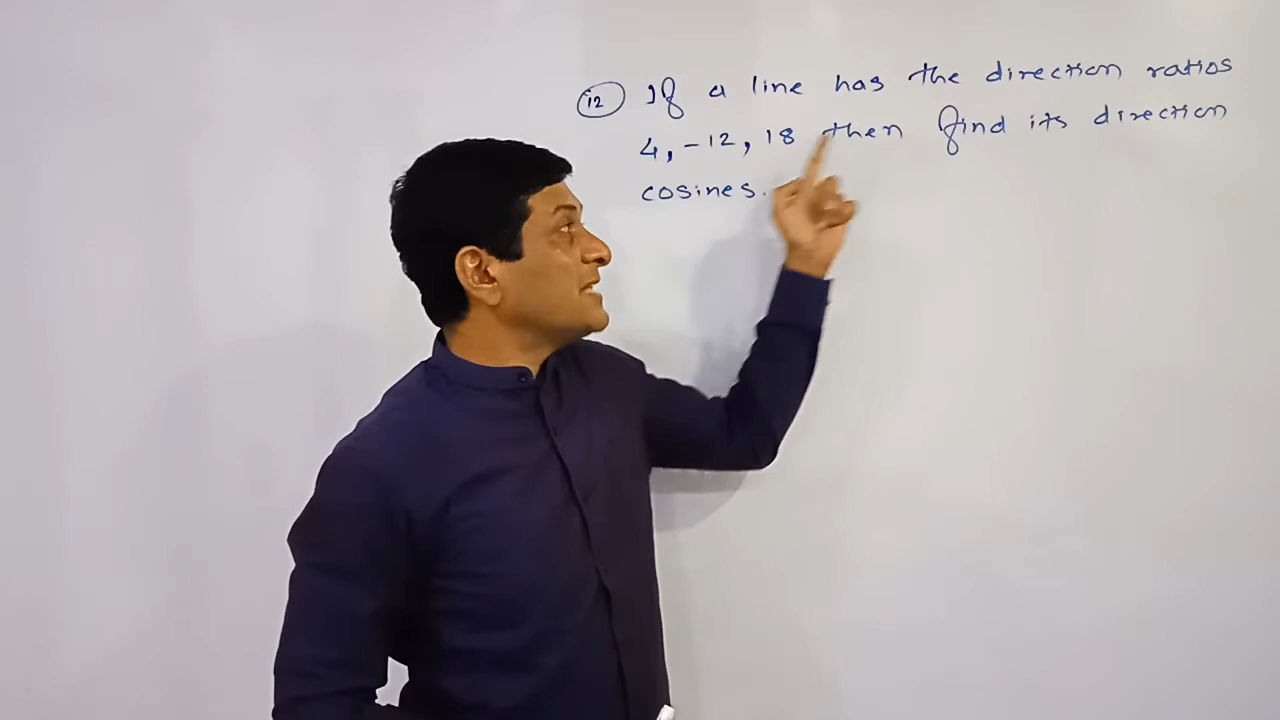 12 If a line has the direction ratios
4, -12, 18 then find its direction
cosines.